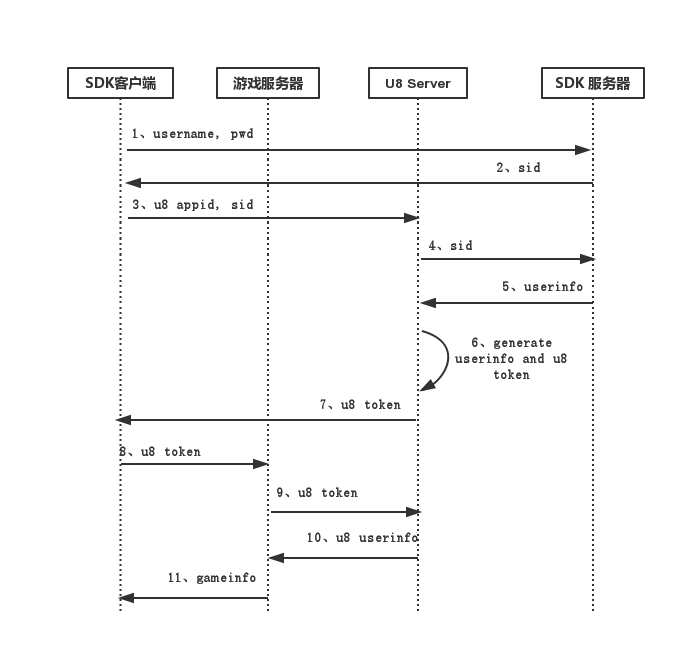 SDK客户端
游戏服务器
U8 Server
SDK 服务器
1、username, pwd
2、sid
3、u8 appid, sid
4、sid
5、userinfo
6、generate
userinfo and u8
token
7、u8 token
8、u8 token
9、u8 token
10、u8 userinfo
11、gameinfo